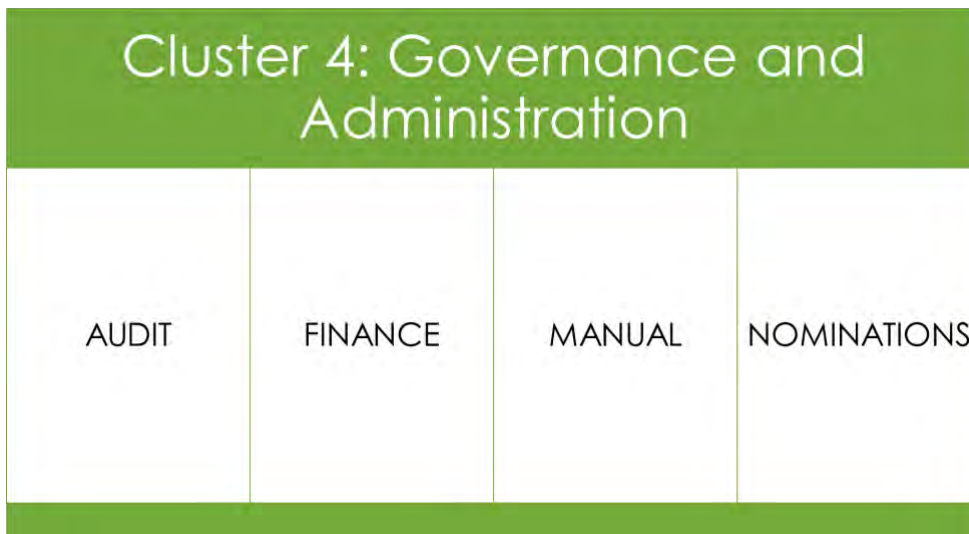 Cluster 4: Governance and
Administration
AUDIT
FINANCE
MANUAL
NOMINATIONS